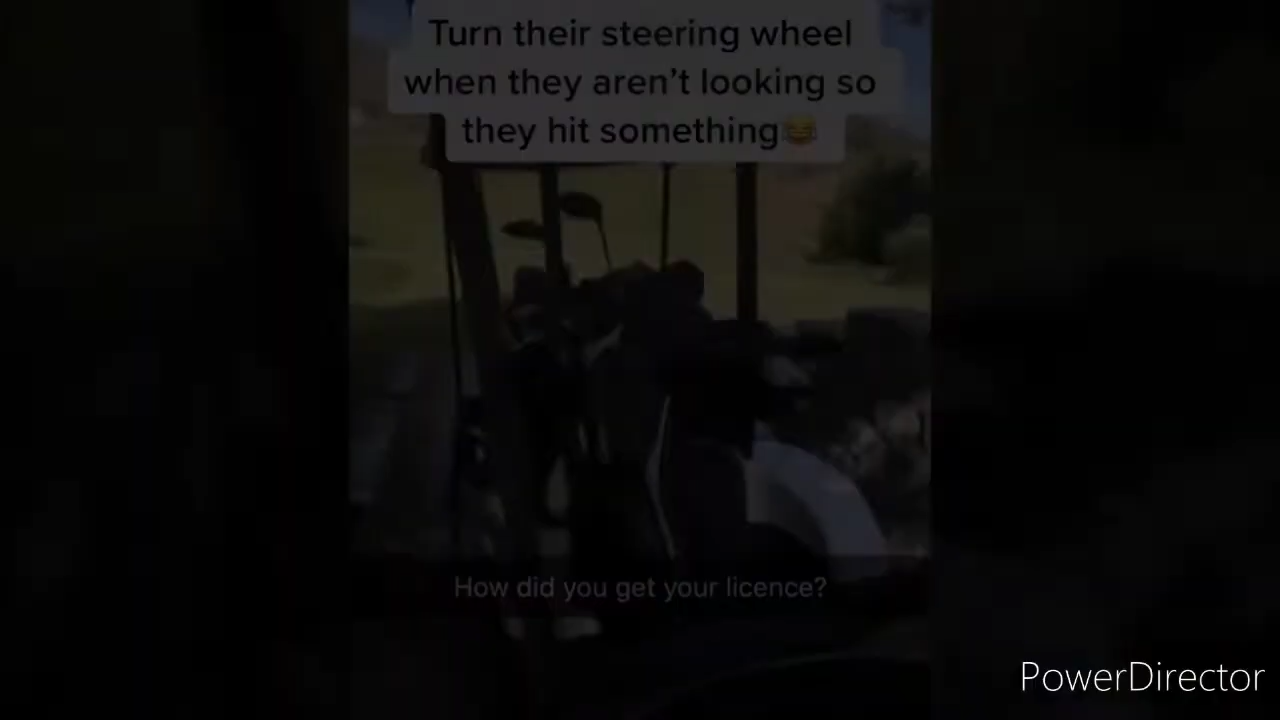 Turn their steering wheel
when they aren't looking so
they hit something😂
How did you get your licence?
PowerDirector